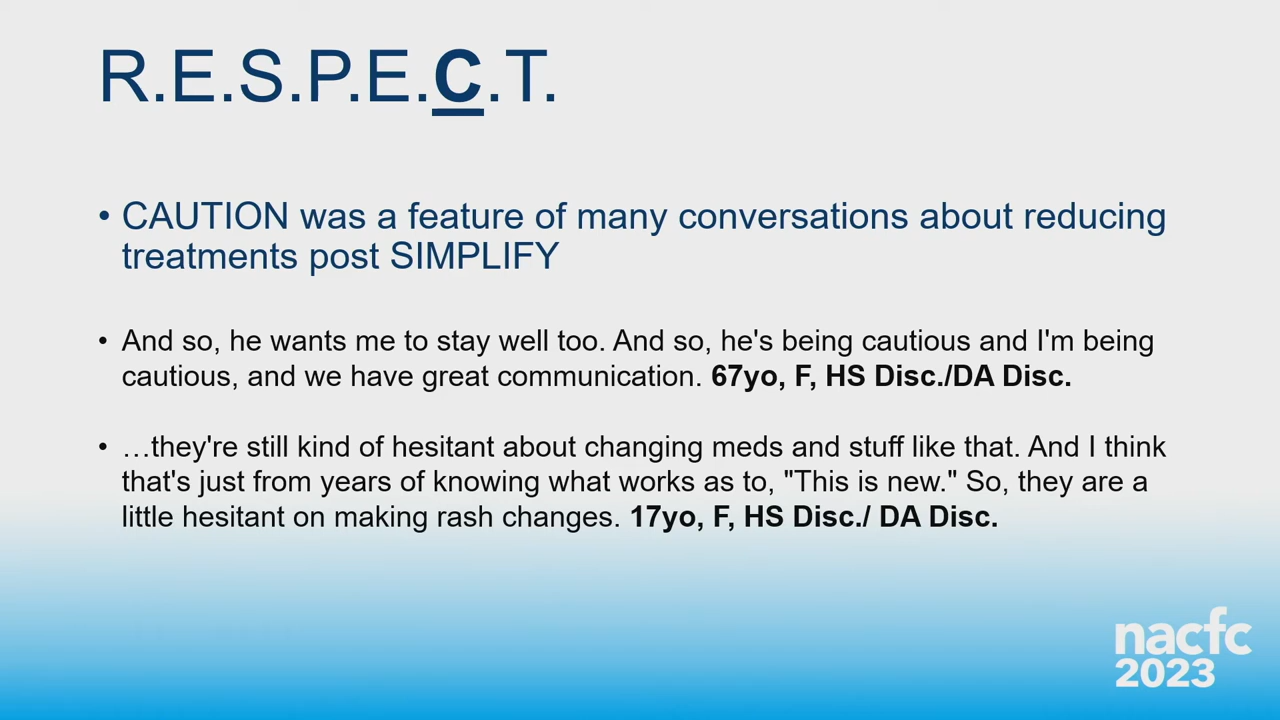 R.E.S.P.E.C.T.
• CAUTION was a feature of many conversations about reducing
treatments post SIMPLIFY
• And so, he wants me to stay well too. And so, he's being cautious and I'm being
cautious, and we have great communication. 67yo, F, HS Disc./DA Disc.
• …they're still kind of hesitant about changing meds and stuff like that. And I think
that's just from years of knowing what works as to, "This is new." So, they are a
little hesitant on making rash changes. 17yo, F, HS Disc./ DA Disc.
nacfc
2023